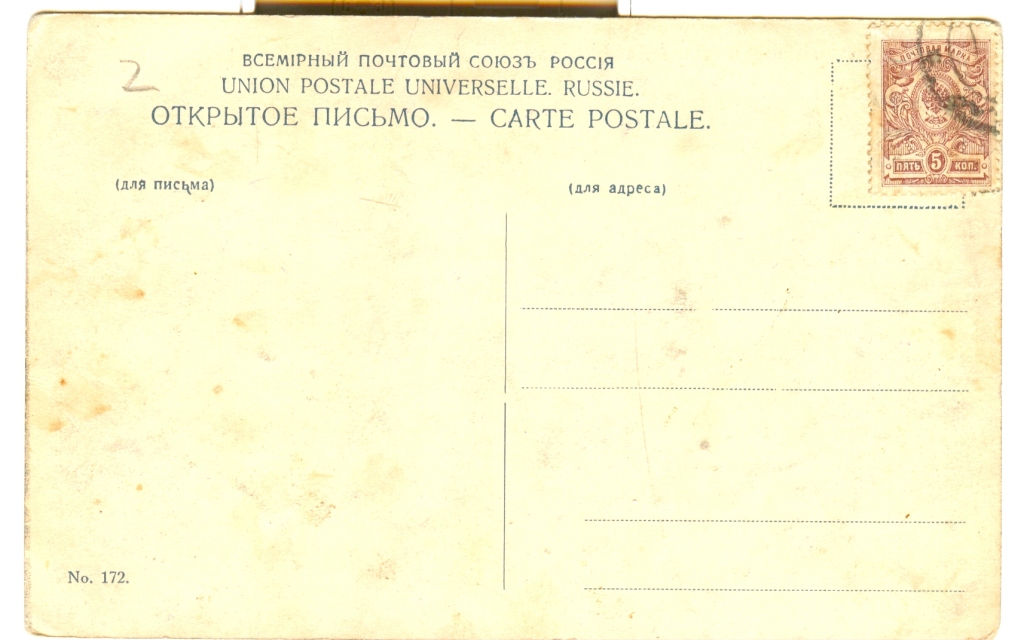 2
ВСЕМІРНЫЙ ПОЧТОВЫЙ СОЮЗЪ РОССІЯ
UNION POSTALE UNIVERSELLE. RUSSIE.
ОТКРЫТОЕ ПИСЬМО. — CARTE POSTALE.
ПОЧТОВАЯ МАРКА
ПЯТЬ 5 КОП.
(для письма)
(для адреса)
No. 172.